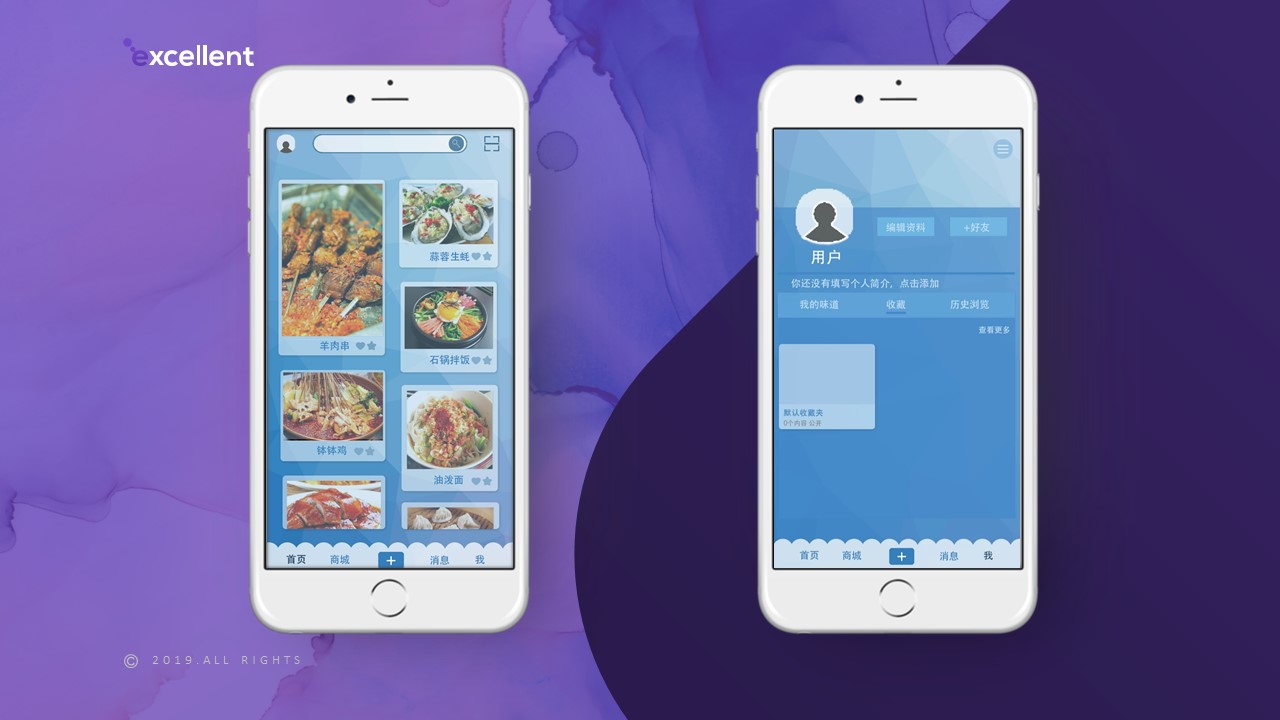 excellent
蒜蓉生蚝
羊肉串
石锅拌饭
钵钵鸡
油泼面
首页 商城 + 消息 我
编辑资料 +好友
用户
你还没有填写个人简介，点击添加
我的味道 收藏 历史浏览
查看更多
默认收藏夹
0个内容 公开
首页 商城 + 消息 我
© 2019.ALL RIGHTS